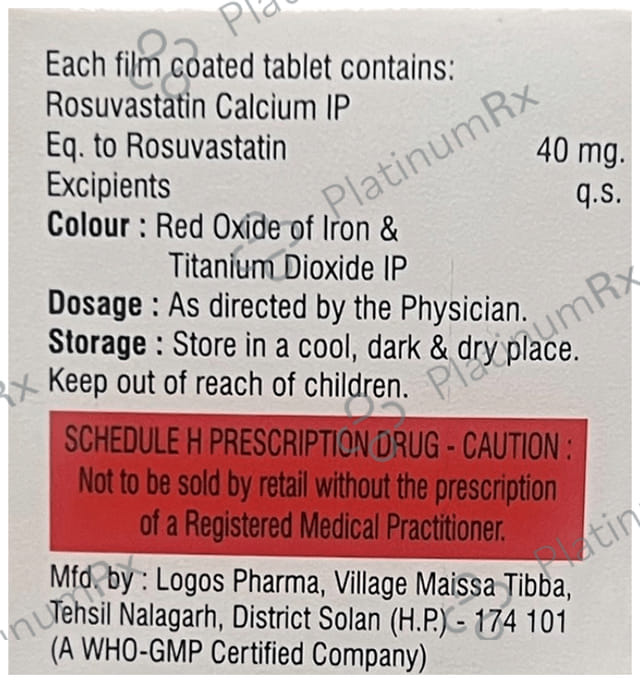 Each film coated tablet contains:
Rosuvastatin Calcium IP
Eq. to Rosuvastatin 40 mg.
Excipients q.s.
Colour : Red Oxide of Iron &
Titanium Dioxide IP
Dosage : As directed by the Physician.
Storage : Store in a cool, dark & dry place.
Keep out of reach of children.
SCHEDULE H PRESCRIPTION DRUG - CAUTION :
Not to be sold by retail without the prescription
of a Registered Medical Practitioner.
Mfd. by : Logos Pharma, Village Maissa Tibba,
Tehsil Nalagarh, District Solan (H.P.) - 174 101
(A WHO-GMP Certified Company)
PlatinumRx
PlatinumRx